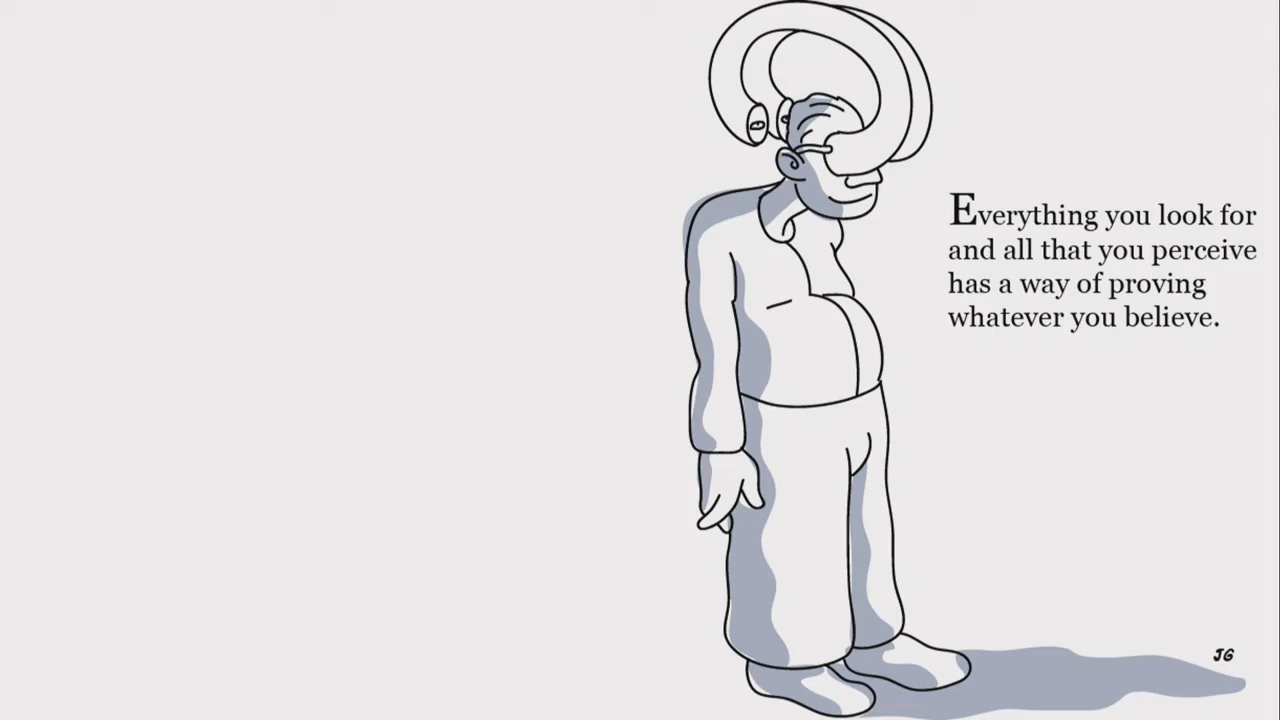 Everything you look for
and all that you perceive
has a way of proving
whatever you believe.
JG